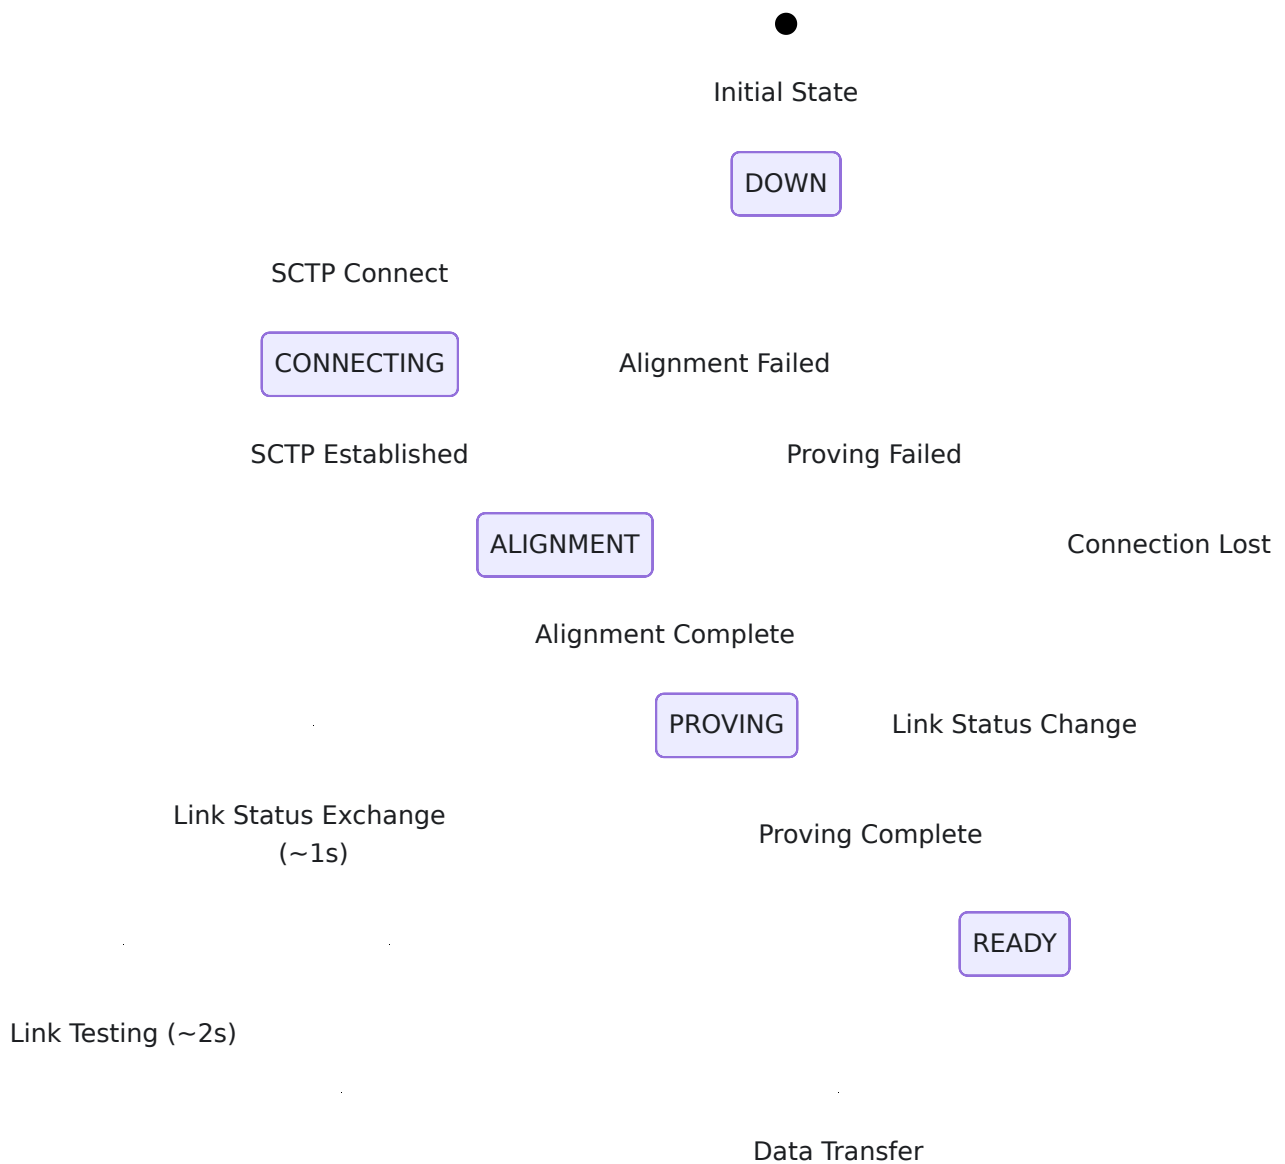 Initial State
DOWN
SCTP Connect
CONNECTING
Alignment Failed
SCTP Established
Proving Failed
ALIGNMENT
Connection Lost
Alignment Complete
PROVING
Link Status Change
Link Status Exchange
(~1s)
Proving Complete
READY
Link Testing (~2s)
Data Transfer